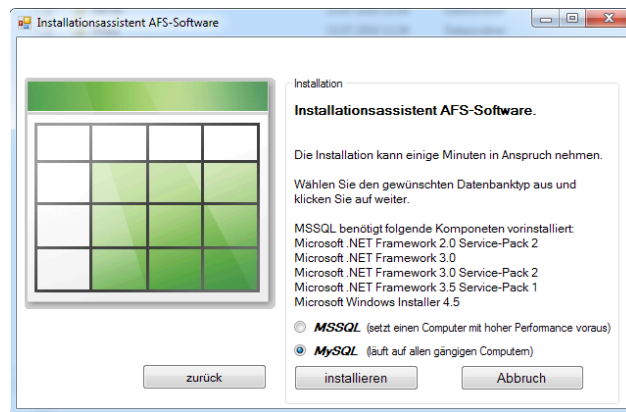 Installationsassistent AFS-Software
Installation
Installationsassistent AFS-Software.
Die Installation kann einige Minuten in Anspruch nehmen.
Wählen Sie den gewünschten Datenbanktyp aus und
klicken Sie auf weiter.
MSSQL benötigt folgende Komponeten vorinstalliert:
Microsoft .NET Framework 2.0 Service-Pack 2
Microsoft .NET Framework 3.0
Microsoft .NET Framework 3.0 Service-Pack 2
Microsoft .NET Framework 3.5 Service-Pack 1
Microsoft Windows Installer 4.5
MSSQL (setzt einen Computer mit hoher Performance voraus)
MySQL (läuft auf allen gängigen Computern)
zurück installieren Abbruch